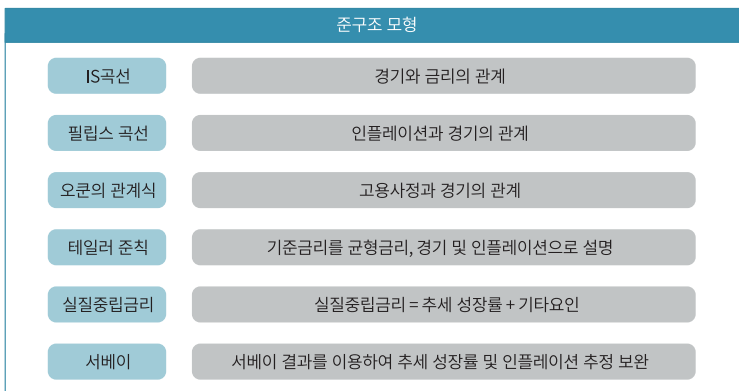 준구조 모형
IS곡선 경기와 금리의 관계
필립스 곡선 인플레이션과 경기의 관계
오쿤의 관계식 고용사정과 경기의 관계
테일러 준칙 기준금리를 균형금리, 경기 및 인플레이션으로 설명
실질중립금리 실질중립금리 = 추세 성장률 + 기타요인
서베이 서베이 결과를 이용하여 추세 성장률 및 인플레이션 추정 보완